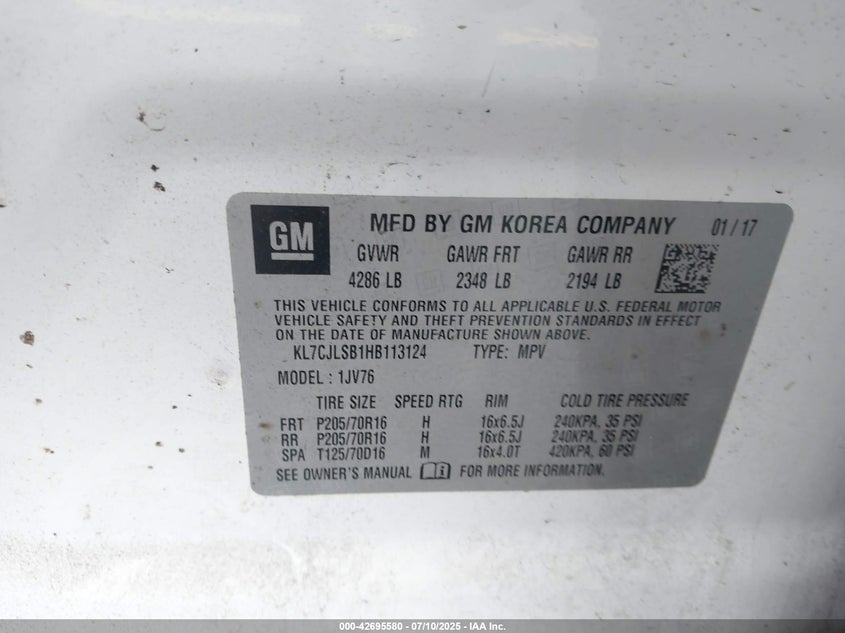 GM MFD BY GM KOREA COMPANY 01/17
GVWR GAWR FRT GAWR RR
4286 LB 2348 LB 2194 LB
THIS VEHICLE CONFORMS TO ALL APPLICABLE U.S. FEDERAL MOTOR
VEHICLE SAFETY AND THEFT PREVENTION STANDARDS IN EFFECT
ON THE DATE OF MANUFACTURE SHOWN ABOVE.
KL7CJLSB1HB113124 TYPE: MPV
MODEL : 1JV76
TIRE SIZE SPEED RTG RIM COLD TIRE PRESSURE
FRT P205/70R16 H 16x6.5J 240KPA, 35 PSI
RR P205/70R16 H 16x6.5J 240KPA, 35 PSI
SPA T125/70D16 M 16x4.0T 420KPA, 60 PSI
SEE OWNER'S MANUAL FOR MORE INFORMATION.
000-42695580 - 07/10/2025 - IAA Inc.